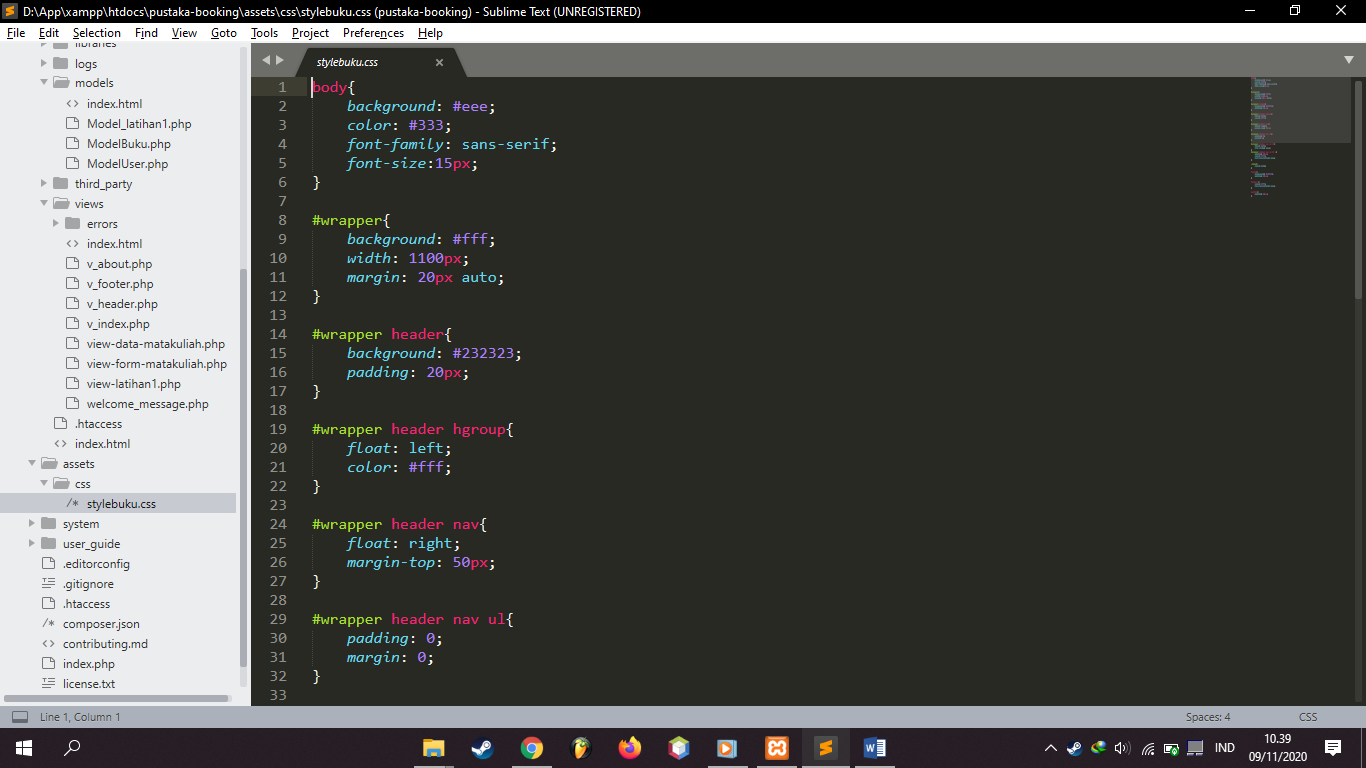 D:\App\xampp\htdocs\pustaka-booking\assets\css\stylebuku.css (pustaka-booking) - Sublime Text (UNREGISTERED)
File Edit Selection Find View Goto Tools Project Preferences Help
libraries
logs
models
<> index.html
Model_latihan1.php
ModelBuku.php
ModelUser.php
third_party
views
errors
<> index.html
v_about.php
v_footer.php
v_header.php
v_index.php
view-data-matakuliah.php
view-form-matakuliah.php
view-latihan1.php
welcome_message.php
.htaccess
<> index.html
assets
css
/* stylebuku.css
system
user_guide
.editorconfig
.gitignore
.htaccess
/* composer.json
<> contributing.md
index.php
license.txt
stylebuku.css ×
1 body{
2 background: #eee;
3 color: #333;
4 font-family: sans-serif;
5 font-size:15px;
6 }
7
8 #wrapper{
9 background: #fff;
10 width: 1100px;
11 margin: 20px auto;
12 }
13
14 #wrapper header{
15 background: #232323;
16 padding: 20px;
17 }
18
19 #wrapper header hgroup{
20 float: left;
21 color: #fff;
22 }
23
24 #wrapper header nav{
25 float: right;
26 margin-top: 50px;
27 }
28
29 #wrapper header nav ul{
30 padding: 0;
31 margin: 0;
32 }
33
Line 1, Column 1 Spaces: 4 CSS
IND
10.39
09/11/2020